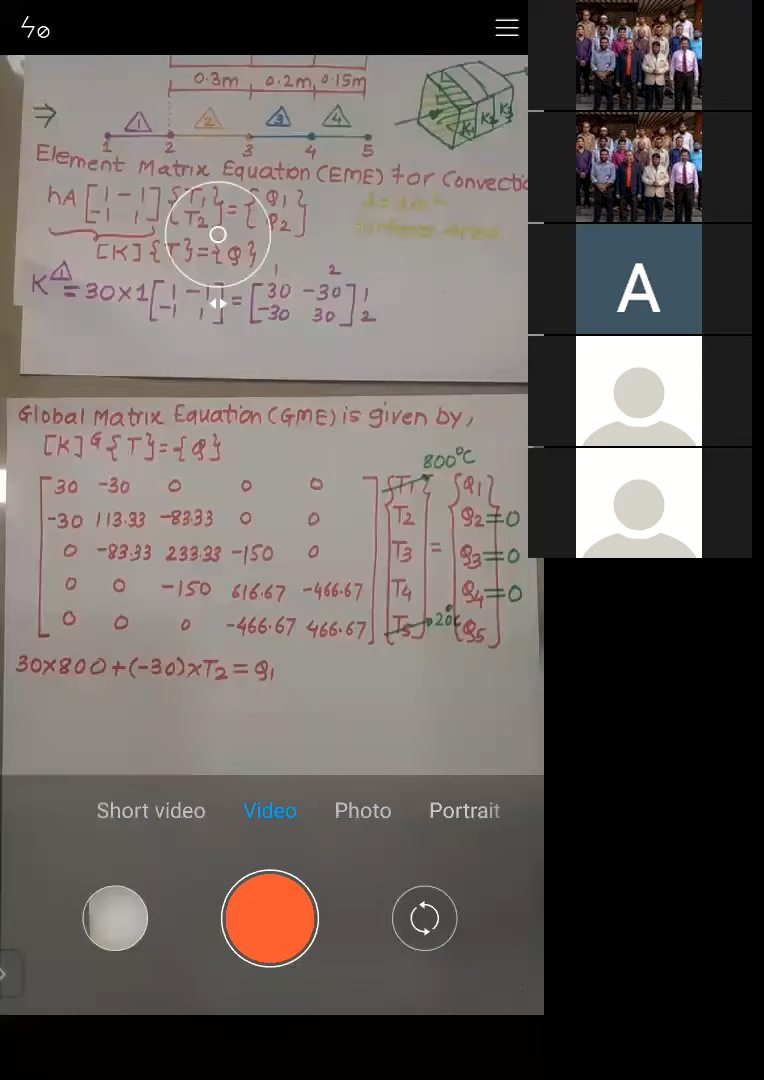 0.3m 0.2m 0.15m
⇒
1 2 3 4
1 2 3 4 5
K1 K2 K3
Element Matrix Equation (EME) for Convectio
hA [1 -1 -1 1] {T1 T2} = {Q1 Q2}
[K] {T} = {Q}
Surface Area
1 2
K 1 = 30×1 [1 -1 -1 1] = [30 -30 -30 30] 1 2
Global Matrix Equation (GME) is given by,
[K]G {T} = {Q}
800°C
30 -30 0 0 0 T1 Q1
-30 113.33 -83.33 0 0 T2 Q2=0
0 -83.33 233.33 -150 0 T3 = Q3=0
0 0 -150 616.67 -466.67 T4 Q4=0
0 0 0 -466.67 466.67 T5 20°C Q5
30×800+(-30)×T2 = Q1
Short video Video Photo Portrait
A